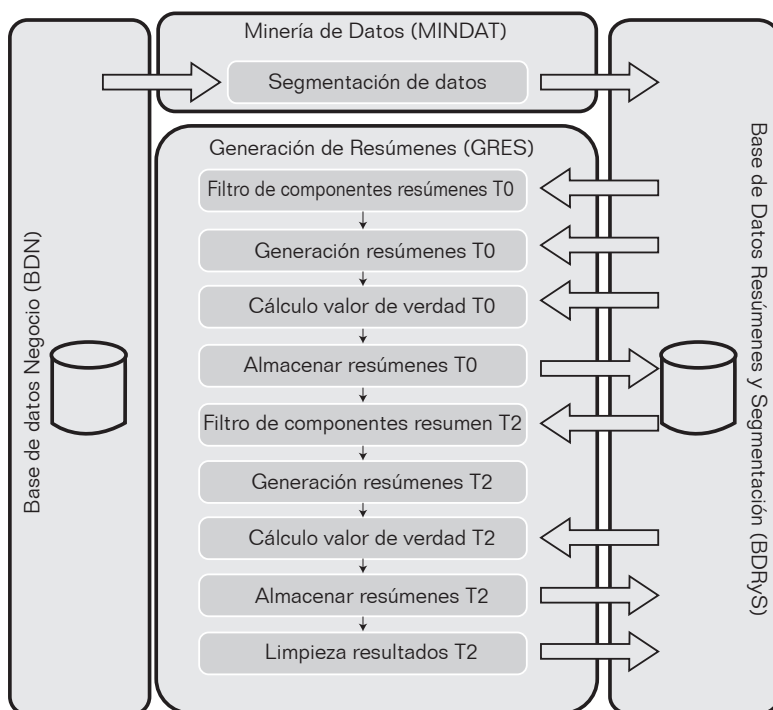 Minería de Datos (MINDAT)
Segmentación de datos
Generación de Resúmenes (GRES)
Filtro de componentes resúmenes T0
Generación resúmenes T0
Cálculo valor de verdad T0
Almacenar resúmenes T0
Filtro de componentes resumen T2
Generación resúmenes T2
Cálculo valor de verdad T2
Almacenar resúmenes T2
Limpieza resultados T2
Base de datos Negocio (BDN)
Base de Datos Resúmenes y Segmentación (BDRyS)